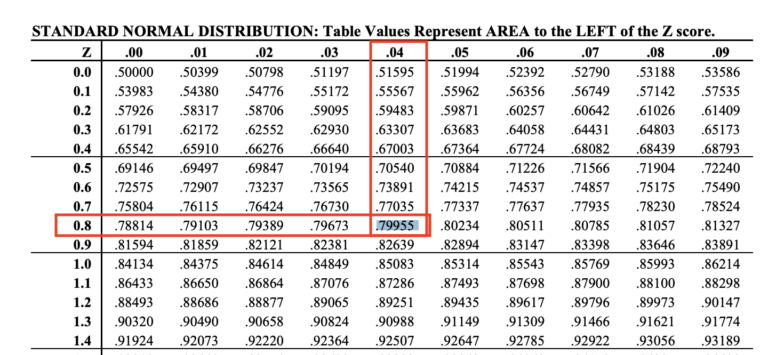 STANDARD NORMAL DISTRIBUTION: Table Values Represent AREA to the LEFT of the Z score.
Z .00 .01 .02 .03 .04 .05 .06 .07 .08 .09
0.0 .50000 .50399 .50798 .51197 .51595 .51994 .52392 .52790 .53188 .53586
0.1 .53983 .54380 .54776 .55172 .55567 .55962 .56356 .56749 .57142 .57535
0.2 .57926 .58317 .58706 .59095 .59483 .59871 .60257 .60642 .61026 .61409
0.3 .61791 .62172 .62552 .62930 .63307 .63683 .64058 .64431 .64803 .65173
0.4 .65542 .65910 .66276 .66640 .67003 .67364 .67724 .68082 .68439 .68793
0.5 .69146 .69497 .69847 .70194 .70540 .70884 .71226 .71566 .71904 .72240
0.6 .72575 .72907 .73237 .73565 .73891 .74215 .74537 .74857 .75175 .75490
0.7 .75804 .76115 .76424 .76730 .77035 .77337 .77637 .77935 .78230 .78524
0.8 .78814 .79103 .79389 .79673 .79955 .80234 .80511 .80785 .81057 .81327
0.9 .81594 .81859 .82121 .82381 .82639 .82894 .83147 .83398 .83646 .83891
1.0 .84134 .84375 .84614 .84849 .85083 .85314 .85543 .85769 .85993 .86214
1.1 .86433 .86650 .86864 .87076 .87286 .87493 .87698 .87900 .88100 .88298
1.2 .88493 .88686 .88877 .89065 .89251 .89435 .89617 .89796 .89973 .90147
1.3 .90320 .90490 .90658 .90824 .90988 .91149 .91309 .91466 .91621 .91774
1.4 .91924 .92073 .92220 .92364 .92507 .92647 .92785 .92922 .93056 .93189